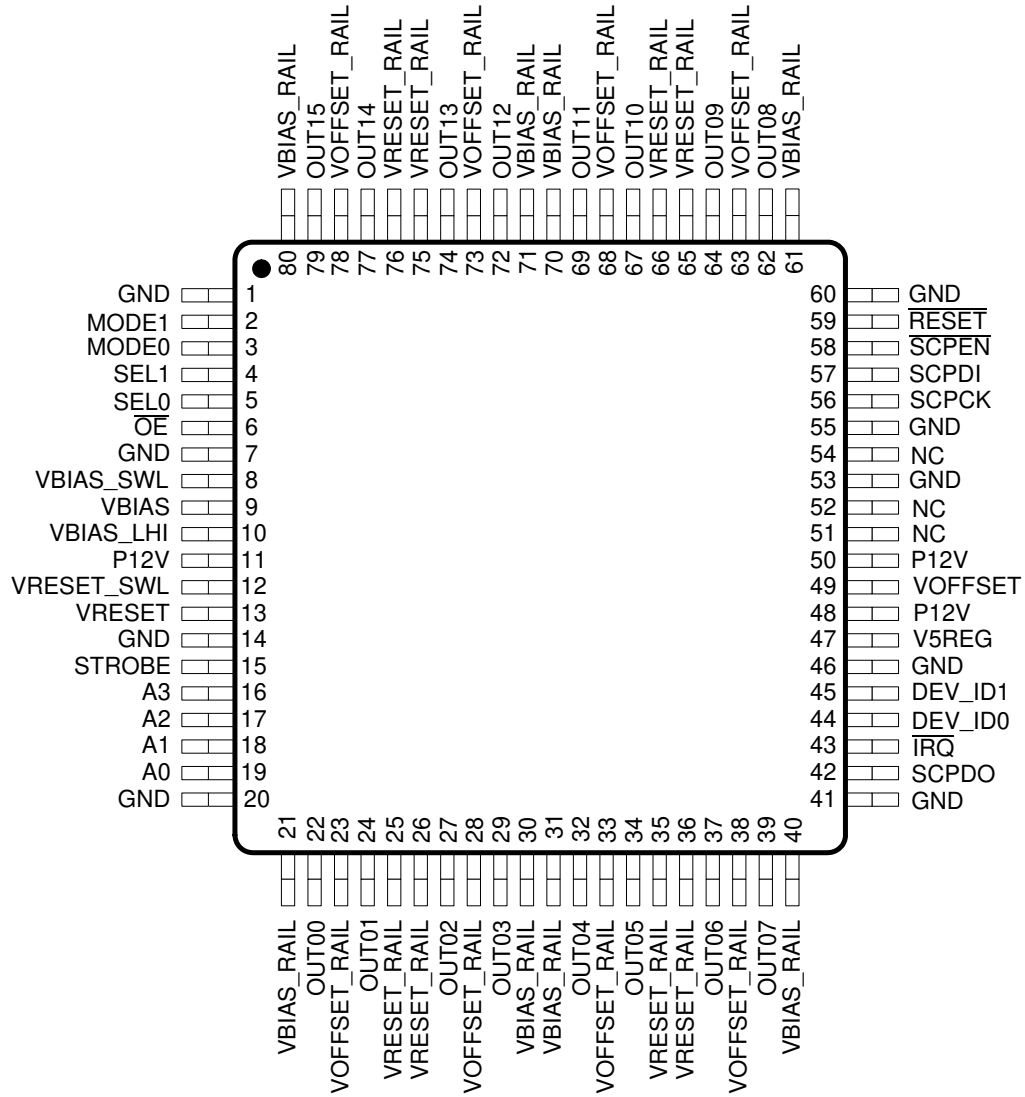 VBIAS_RAIL
OUT15
VOFFSET_RAIL
OUT14
VRESET_RAIL
VRESET_RAIL
OUT13
VOFFSET_RAIL
OUT12
VBIAS_RAIL
VBIAS_RAIL
OUT11
VOFFSET_RAIL
OUT10
VRESET_RAIL
VRESET_RAIL
OUT09
VOFFSET_RAIL
OUT08
VBIAS_RAIL
80
79
78
77
76
75
74
73
72
71
70
69
68
67
66
65
64
63
62
61
GND 1
MODE1 2
MODE0 3
SEL1 4
SEL0 5
OE 6
GND 7
VBIAS_SWL 8
VBIAS 9
VBIAS_LHI 10
P12V 11
VRESET_SWL 12
VRESET 13
GND 14
STROBE 15
A3 16
A2 17
A1 18
A0 19
GND 20
60 GND
59 RESET
58 SCPEN
57 SCPDI
56 SCPCK
55 GND
54 NC
53 GND
52 NC
51 NC
50 P12V
49 VOFFSET
48 P12V
47 V5REG
46 GND
45 DEV_ID1
44 DEV_ID0
43 IRQ
42 SCPDO
41 GND
21
22
23
24
25
26
27
28
29
30
31
32
33
34
35
36
37
38
39
40
VBIAS_RAIL
OUT00
VOFFSET_RAIL
OUT01
VRESET_RAIL
VRESET_RAIL
OUT02
VOFFSET_RAIL
OUT03
VBIAS_RAIL
VBIAS_RAIL
OUT04
VOFFSET_RAIL
OUT05
VRESET_RAIL
VRESET_RAIL
OUT06
VOFFSET_RAIL
OUT07
VBIAS_RAIL